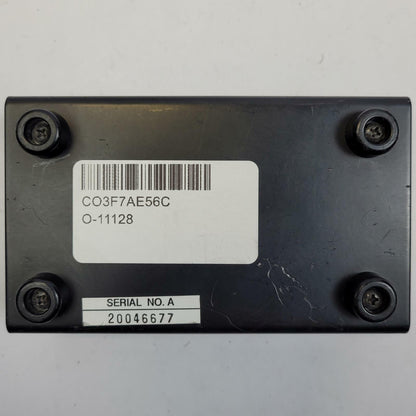 CO3F7AE56C
O-11128
SERIAL NO. A
20046677